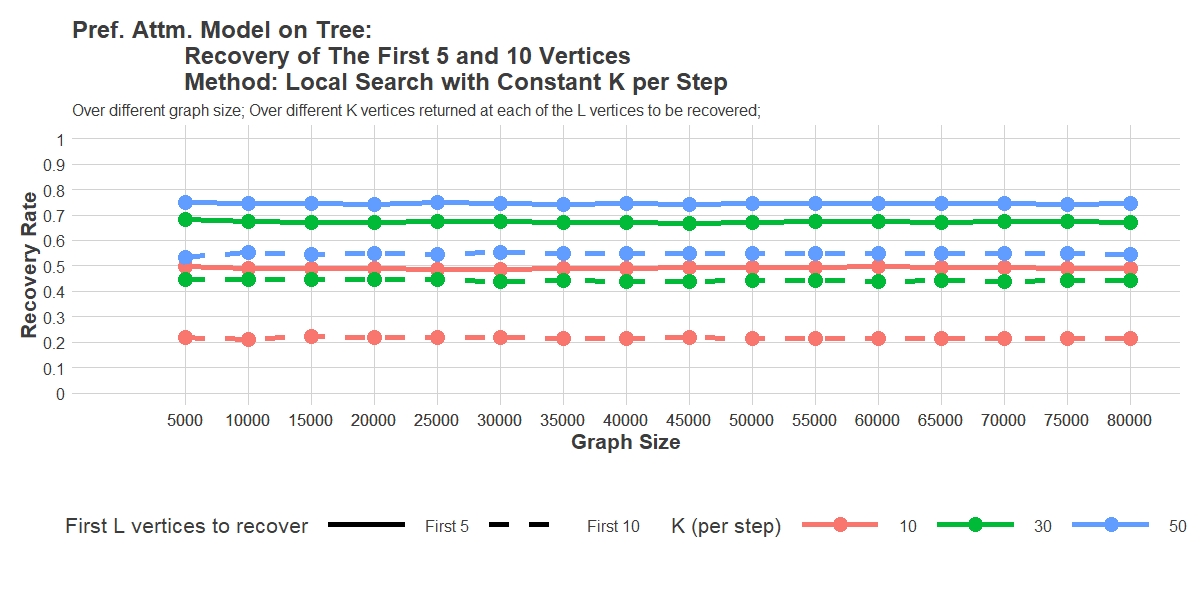 Pref. Attm. Model on Tree:
Recovery of The First 5 and 10 Vertices
Method: Local Search with Constant K per Step
Over different graph size; Over different K vertices returned at each of the L vertices to be recovered;
Recovery Rate
1
0.9
0.8
0.7
0.6
0.5
0.4
0.3
0.2
0.1
0
5000 10000 15000 20000 25000 30000 35000 40000 45000 50000 55000 60000 65000 70000 75000 80000
Graph Size
First L vertices to recover First 5 First 10 K (per step) 10 30 50